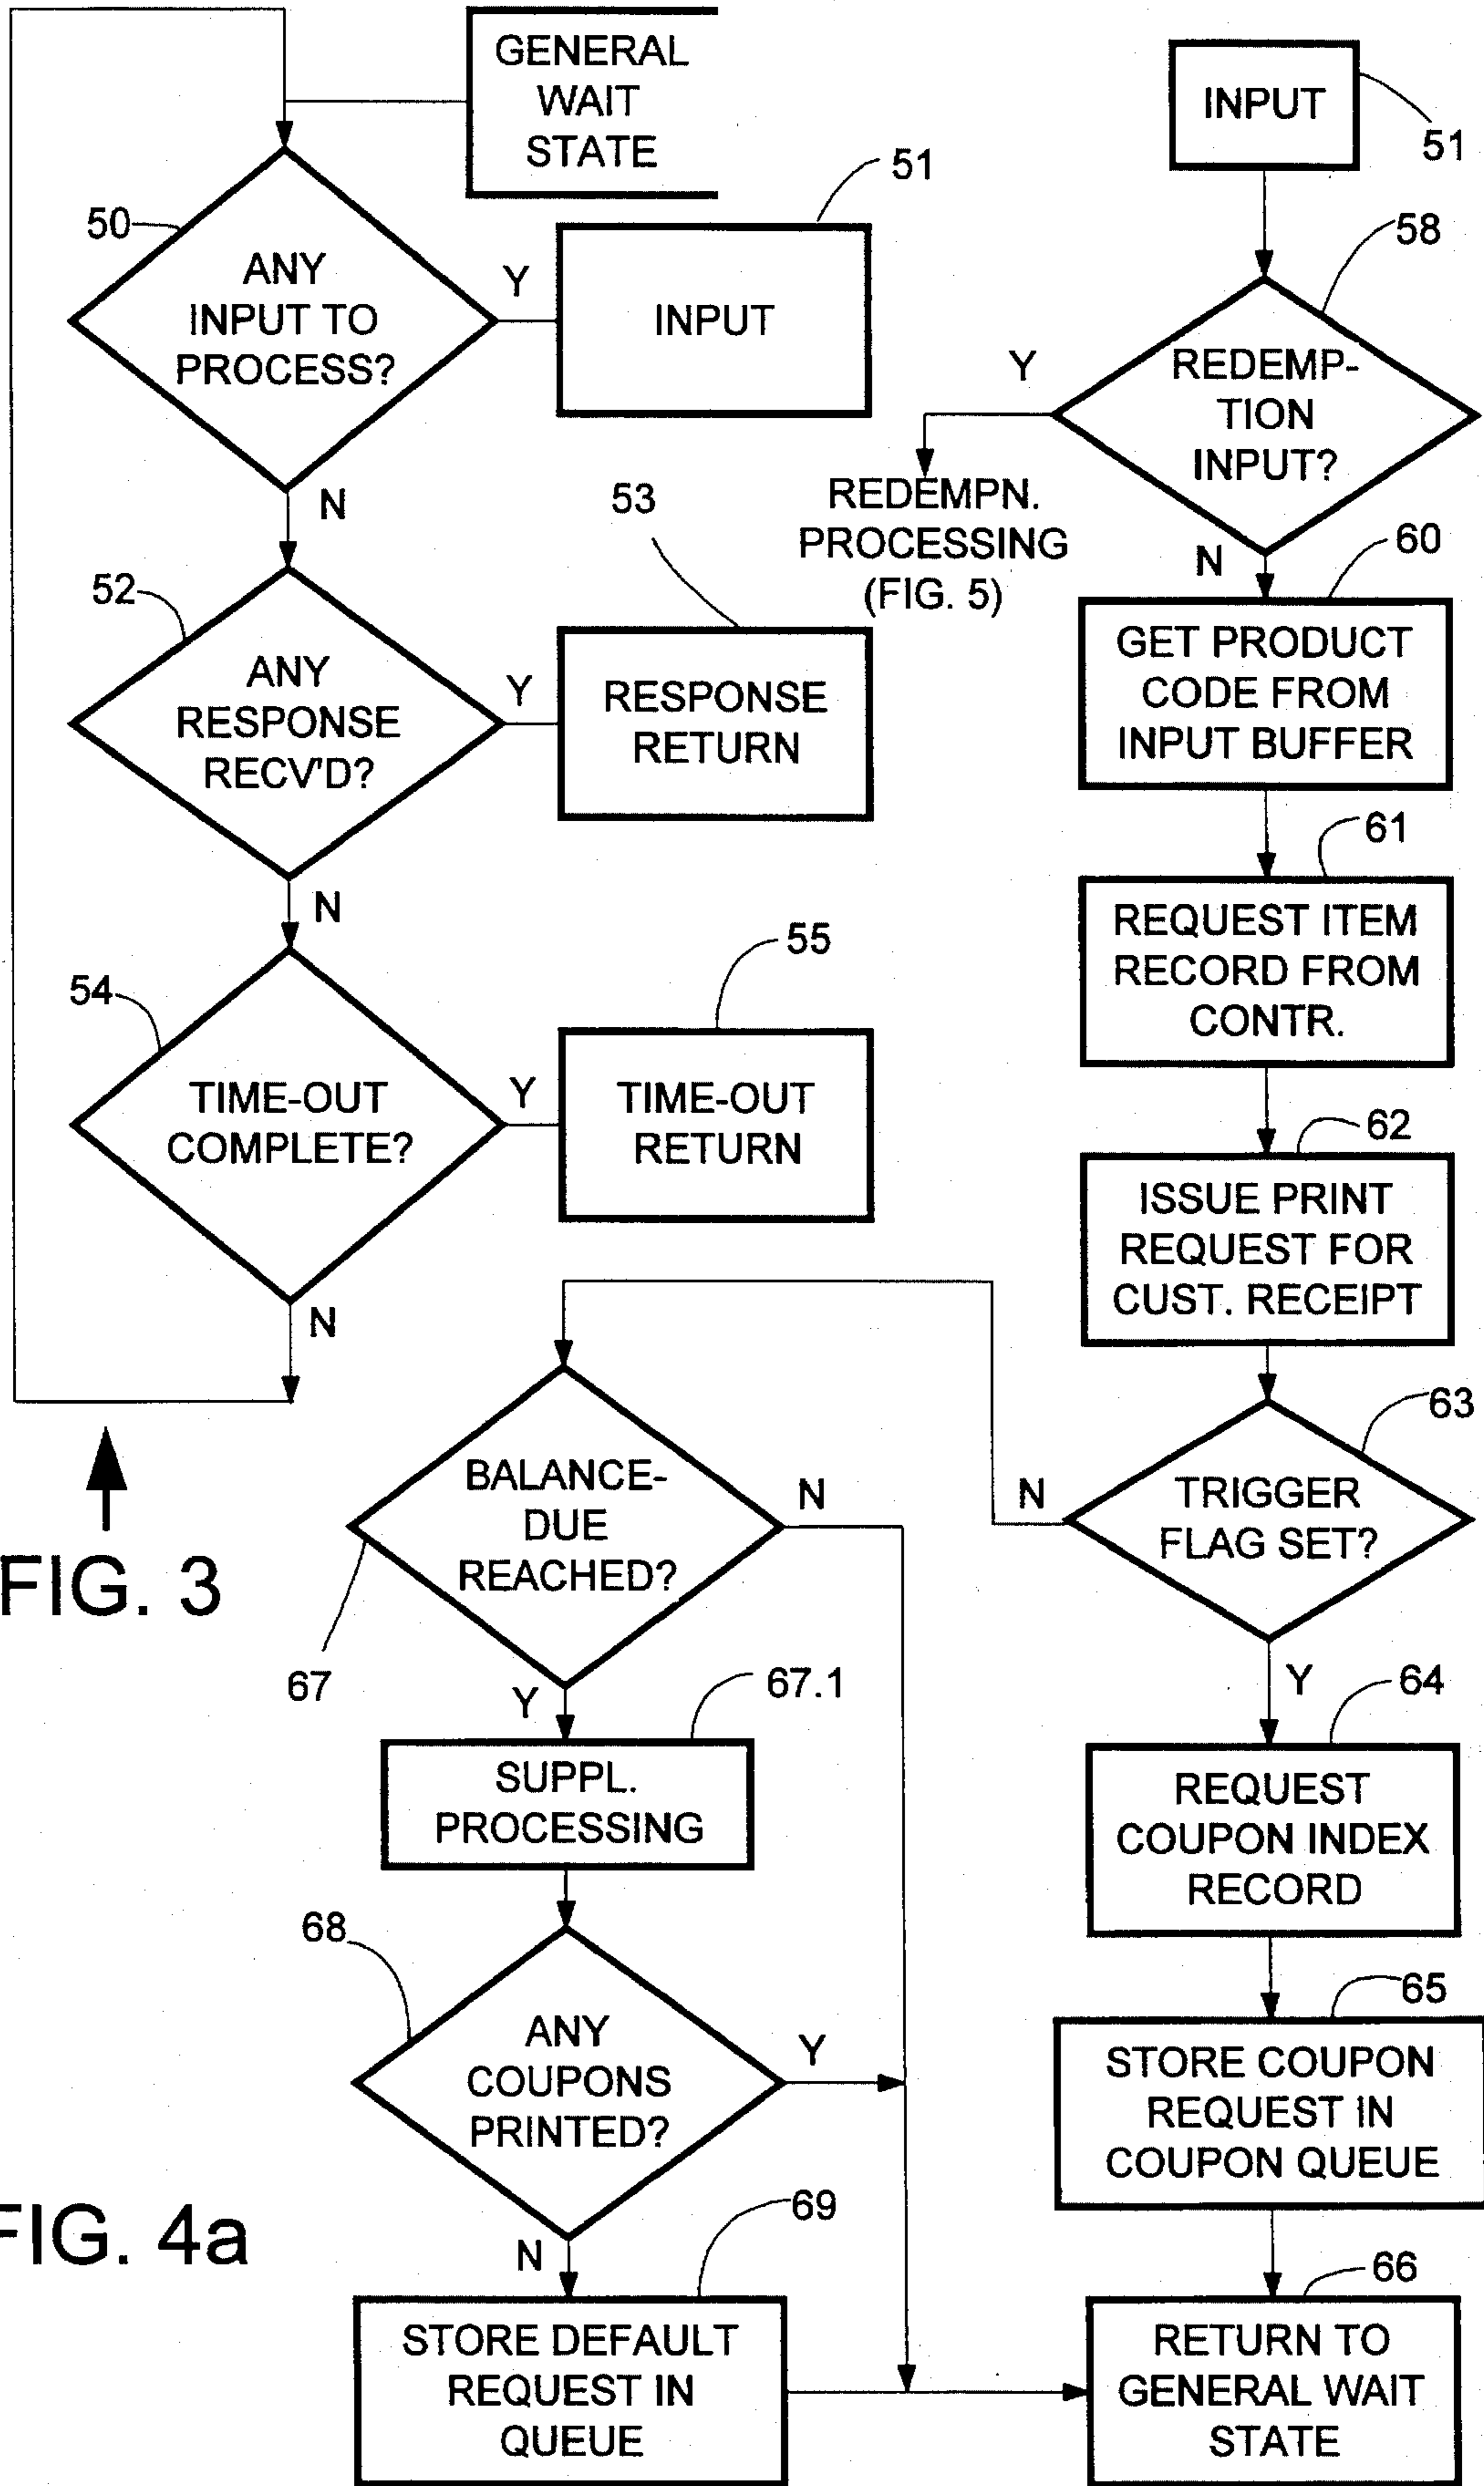 GENERAL
WAIT
STATE
50
ANY
INPUT TO
PROCESS?
Y
51
INPUT
N
52
ANY
RESPONSE
RECV'D?
Y
53
RESPONSE
RETURN
N
54
TIME-OUT
COMPLETE?
Y
55
TIME-OUT
RETURN
N
FIG. 3
INPUT
51
58
REDEMP-
TION
INPUT?
Y
REDEMPN.
PROCESSING
(FIG. 5)
N
60
GET PRODUCT
CODE FROM
INPUT BUFFER
61
REQUEST ITEM
RECORD FROM
CONTR.
62
ISSUE PRINT
REQUEST FOR
CUST. RECEIPT
63
TRIGGER
FLAG SET?
N
Y
64
REQUEST
COUPON INDEX
RECORD
65
STORE COUPON
REQUEST IN
COUPON QUEUE
66
RETURN TO
GENERAL WAIT
STATE
BALANCE-
DUE
REACHED?
N
67
Y
67.1
SUPPL.
PROCESSING
68
ANY
COUPONS
PRINTED?
Y
N
69
STORE DEFAULT
REQUEST IN
QUEUE
FIG. 4a